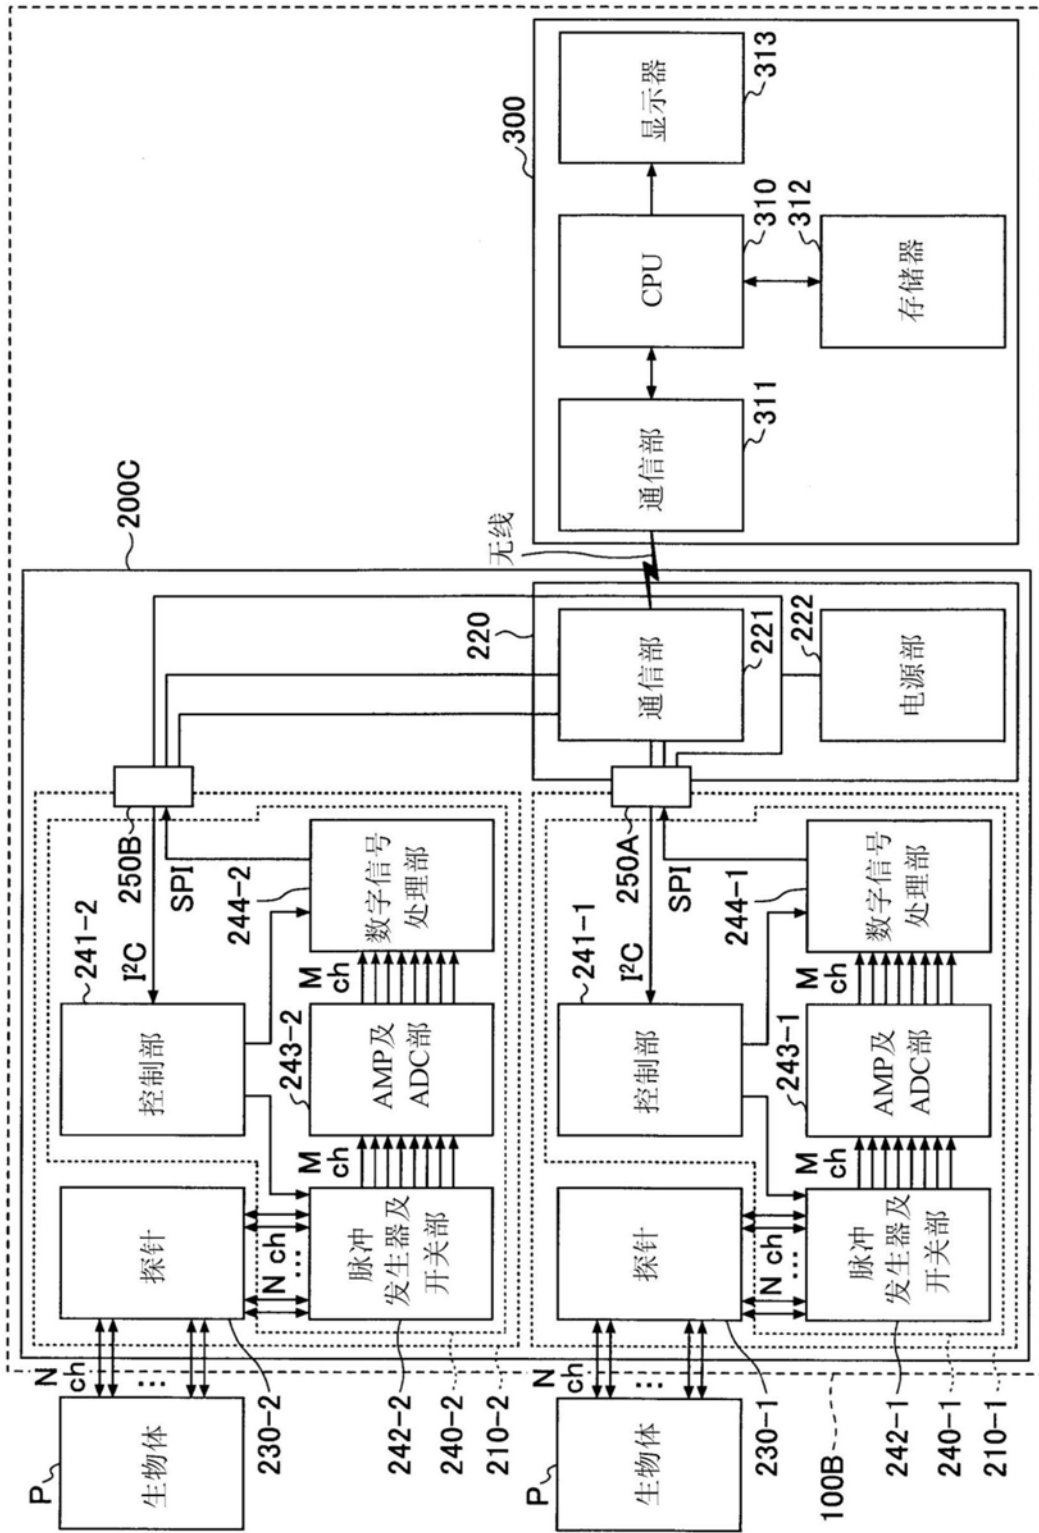 200C
300
P
生物体
N
ch
...
230-2
242-2
240-2
210-2
探针
N ch
...
脉冲
发生器及
开关部
241-2
控制部
M
ch
243-2
AMP及
ADC部
M
ch
250B
I²C
SPI
244-2
数字信号
处理部
P
生物体
N
ch
...
230-1
242-1
240-1
210-1
100B
探针
N ch
...
脉冲
发生器及
开关部
241-1
控制部
M
ch
243-1
AMP及
ADC部
M
ch
250A
I²C
SPI
244-1
数字信号
处理部
220
通信部
221
222
电源部
无线
通信部
311
CPU
310
312
存储器
显示器
313